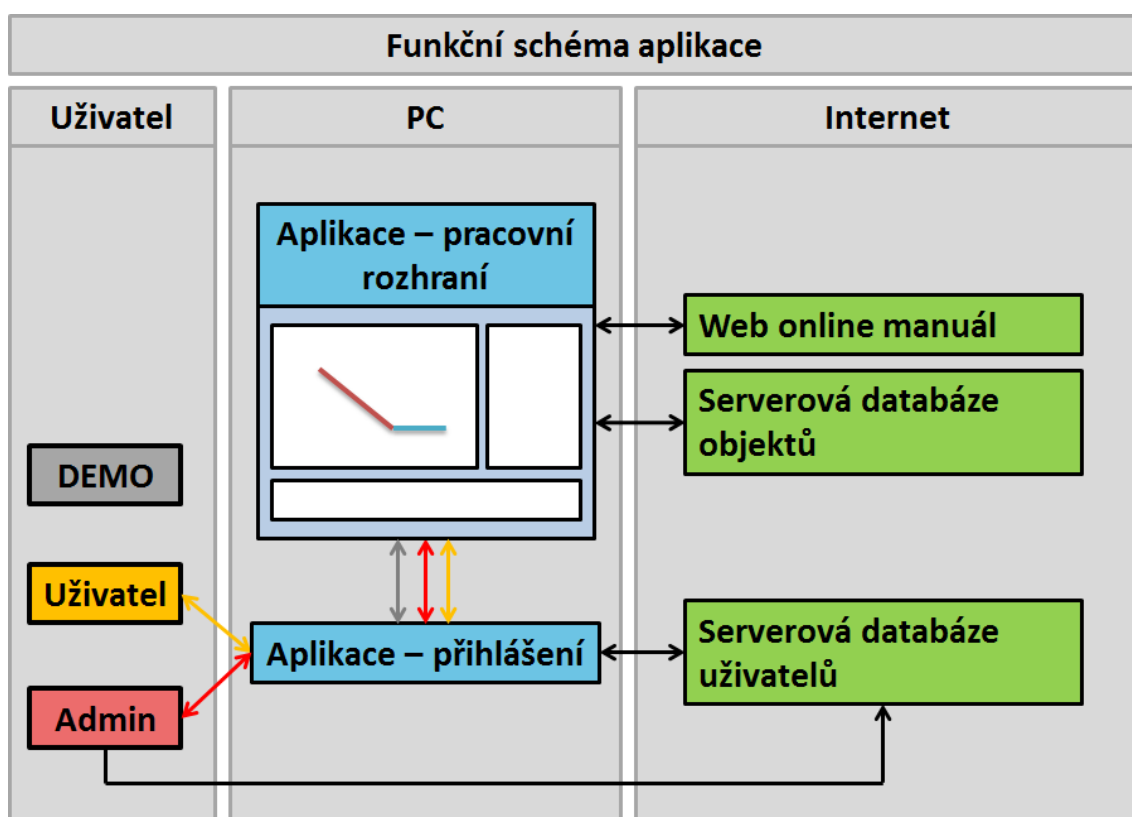 Funkční schéma aplikace
Uživatel
PC
Internet
Aplikace – pracovní
rozhraní
Web online manuál
Serverová databáze
objektů
DEMO
Uživatel
Admin
Aplikace – přihlášení
Serverová databáze
uživatelů